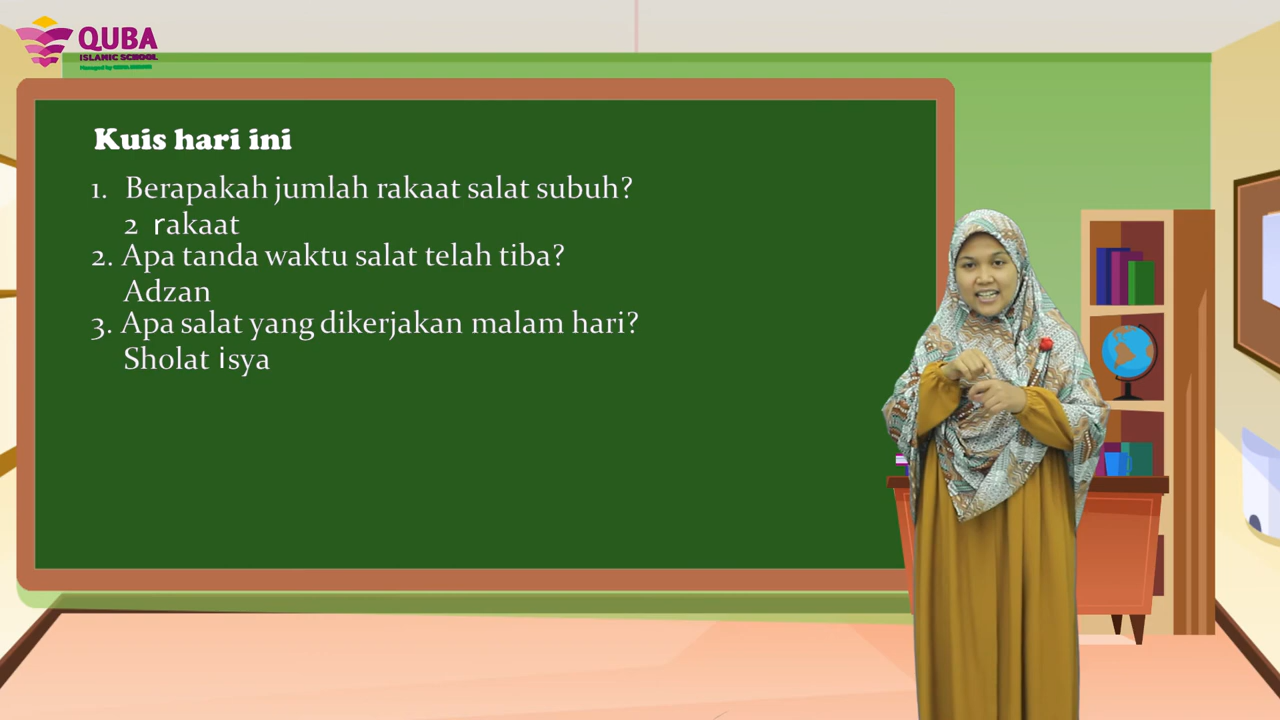 QUBA
ISLAMIC SCHOOL
Kuis hari ini
1. Berapakah jumlah rakaat salat subuh?
2 rakaat
2. Apa tanda waktu salat telah tiba?
Adzan
3. Apa salat yang dikerjakan malam hari?
Sholat isya